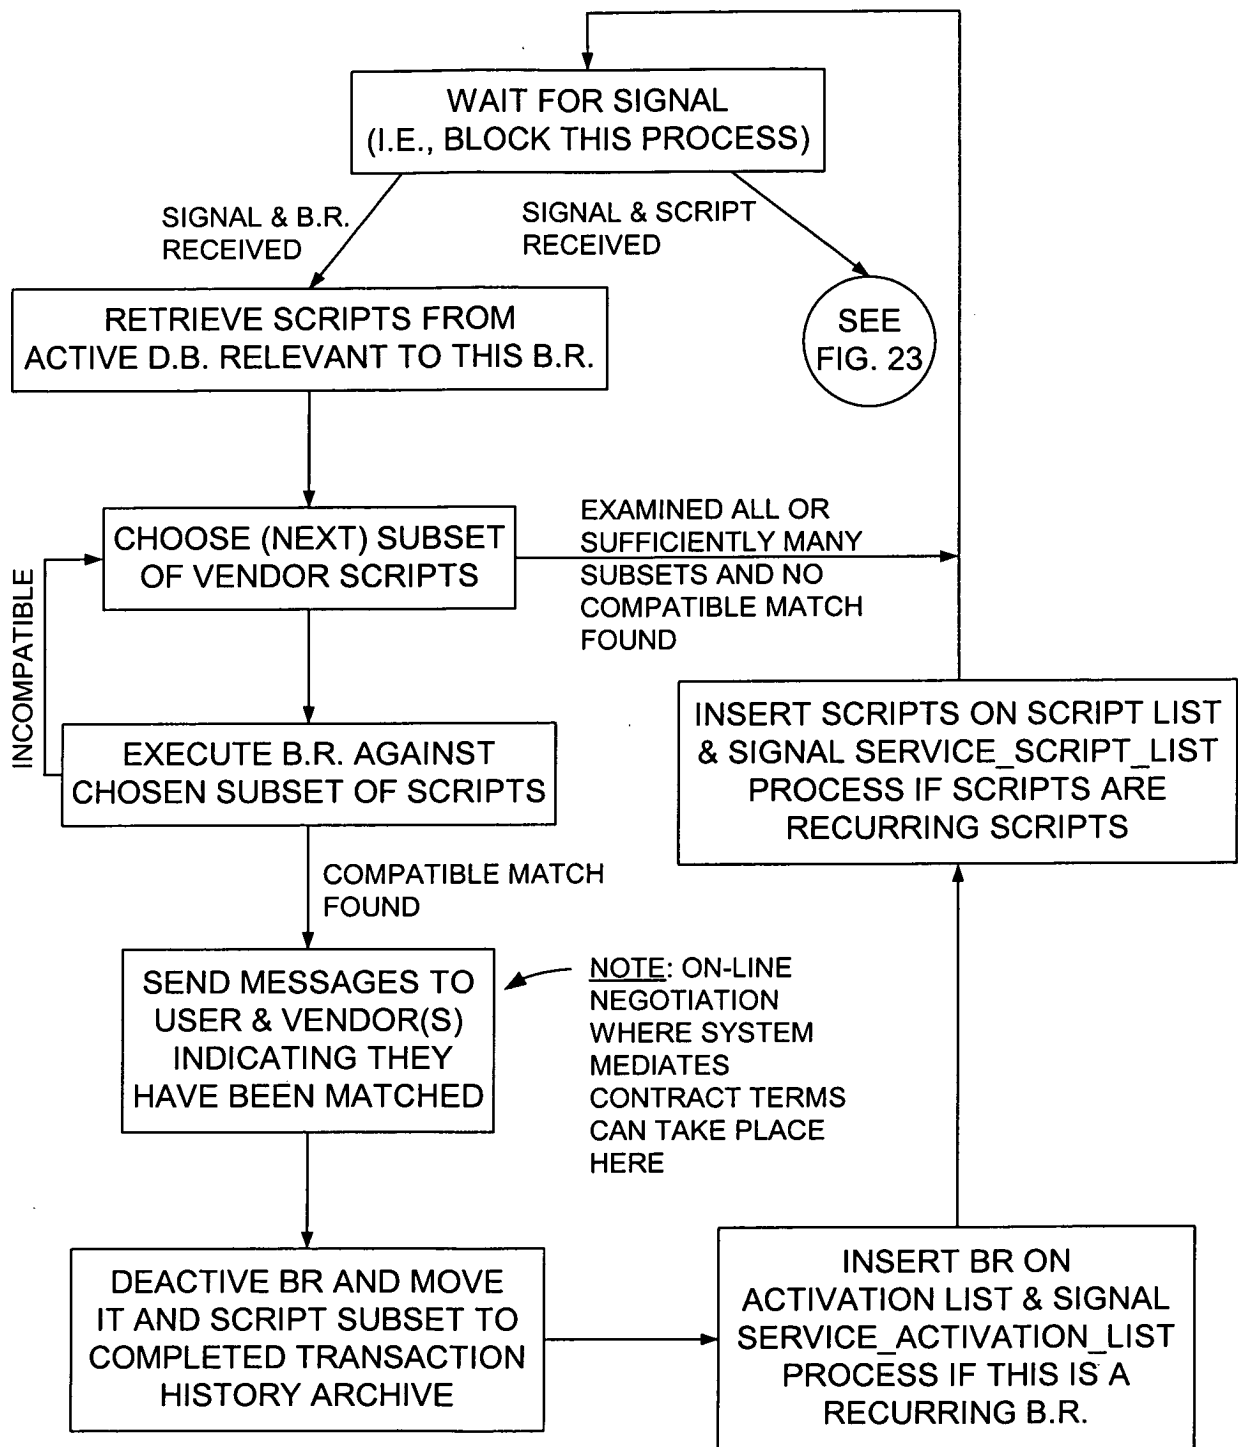 WAIT FOR SIGNAL
(I.E., BLOCK THIS PROCESS)
SIGNAL & B.R.
RECEIVED
SIGNAL & SCRIPT
RECEIVED
RETRIEVE SCRIPTS FROM
ACTIVE D.B. RELEVANT TO THIS B.R.
SEE
FIG. 23
CHOOSE (NEXT) SUBSET
OF VENDOR SCRIPTS
EXAMINED ALL OR
SUFFICIENTLY MANY
SUBSETS AND NO
COMPATIBLE MATCH
FOUND
INCOMPATIBLE
EXECUTE B.R. AGAINST
CHOSEN SUBSET OF SCRIPTS
INSERT SCRIPTS ON SCRIPT LIST
& SIGNAL SERVICE_SCRIPT_LIST
PROCESS IF SCRIPTS ARE
RECURRING SCRIPTS
COMPATIBLE MATCH
FOUND
SEND MESSAGES TO
USER & VENDOR(S)
INDICATING THEY
HAVE BEEN MATCHED
NOTE: ON-LINE
NEGOTIATION
WHERE SYSTEM
MEDIATES
CONTRACT TERMS
CAN TAKE PLACE
HERE
DEACTIVE BR AND MOVE
IT AND SCRIPT SUBSET TO
COMPLETED TRANSACTION
HISTORY ARCHIVE
INSERT BR ON
ACTIVATION LIST & SIGNAL
SERVICE_ACTIVATION_LIST
PROCESS IF THIS IS A
RECURRING B.R.